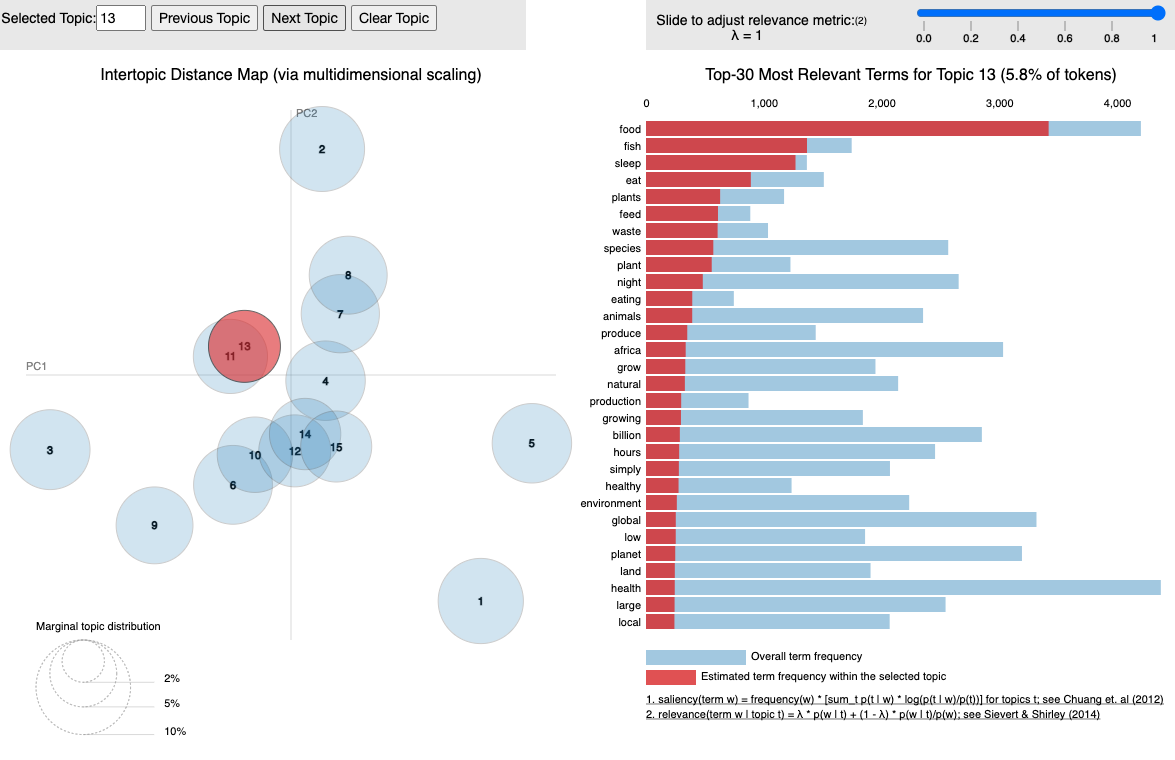 Selected Topic: 13 Previous Topic Next Topic Clear Topic
Slide to adjust relevance metric:(2)
λ = 1
0.0 0.2 0.4 0.6 0.8 1
Intertopic Distance Map (via multidimensional scaling)
PC2
PC1
2
8
7
13
11
4
14
15
12
10
6
3
5
9
1
Marginal topic distribution
2%
5%
10%
Top-30 Most Relevant Terms for Topic 13 (5.8% of tokens)
0 1,000 2,000 3,000 4,000
food
fish
sleep
eat
plants
feed
waste
species
plant
night
eating
animals
produce
africa
grow
natural
production
growing
billion
hours
simply
healthy
environment
global
low
planet
land
health
large
local
Overall term frequency
Estimated term frequency within the selected topic
1. saliency(term w) = frequency(w) * [sum_t p(t | w) * log(p(t | w)/p(t))] for topics t; see Chuang et. al (2012)
2. relevance(term w | topic t) = λ * p(w | t) + (1 - λ) * p(w | t)/p(w); see Sievert & Shirley (2014)